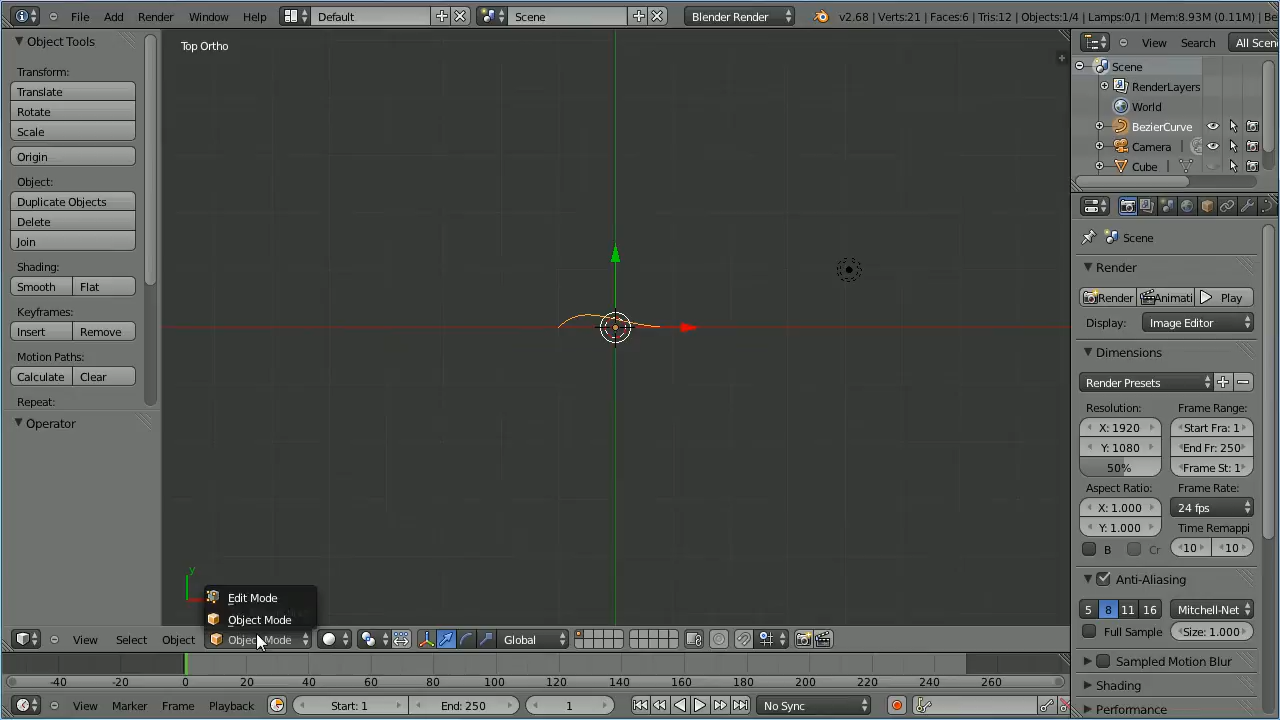 File Add Render Window Help Default Scene Blender Render v2.68 | Verts:21 | Faces:6 | Tris:12 | Objects:1/4 | Lamps:0/1 | Mem:8.93M (0.11M) | Be
Object Tools
Transform:
Translate
Rotate
Scale
Origin
Object:
Duplicate Objects
Delete
Join
Shading:
Smooth Flat
Keyframes:
Insert Remove
Motion Paths:
Calculate Clear
Repeat:
Operator
Top Ortho
y
Edit Mode
Object Mode
Object Mode
View Select Object Global
View Search All Scen
Scene
RenderLayers
World
BezierCurve
Camera
Cube
Scene
Render
Render Animati Play
Display: Image Editor
Dimensions
Render Presets
Resolution: Frame Range:
X: 1920 Start Fra: 1
Y: 1080 End Fr: 250
50% Frame St: 1
Aspect Ratio: Frame Rate:
X: 1.000 24 fps
Y: 1.000 Time Remappi
B Cr 10 10
Anti-Aliasing
5 8 11 16 Mitchell-Net
Full Sample Size: 1.000
Sampled Motion Blur
Shading
Performance
-40 -20 0 20 40 60 80 100 120 140 160 180 200 220 240 260
View Marker Frame Playback Start: 1 End: 250 1 No Sync